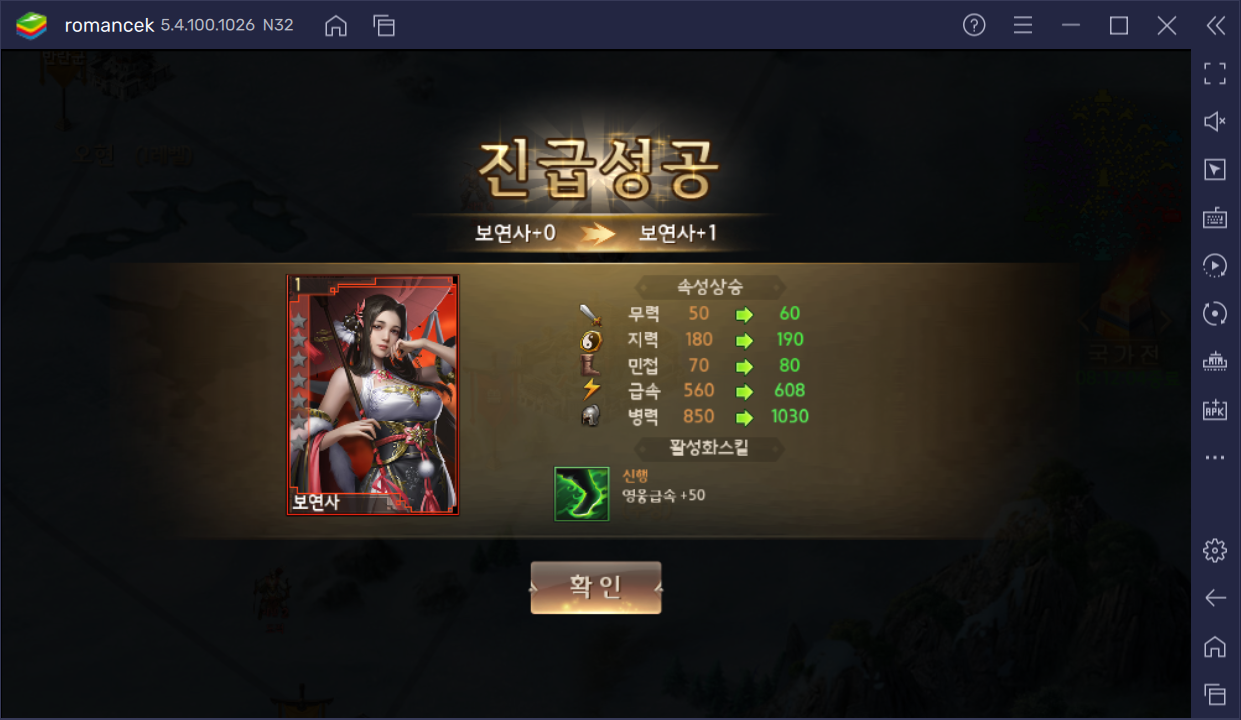 romancek 5.4.100.1026 N32
진급성공
보연사+0 보연사+1
1
보연사
속성상승
무력 50 60
지력 180 190
민첩 70 80
급속 560 608
병력 850 1030
활성화스킬
신행
영웅급속 +50
확인
국가전